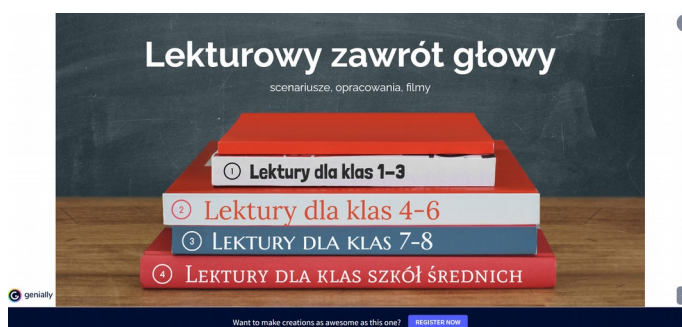 Lekturowy zawrót głowy
scenariusze, opracowania, filmy
1 Lektury dla klas 1–3
2 Lektury dla klas 4-6
3 Lektury dla klas 7-8
4 Lektury dla klas szkół średnich
G genially
Want to make creations as awesome as this one? REGISTER NOW